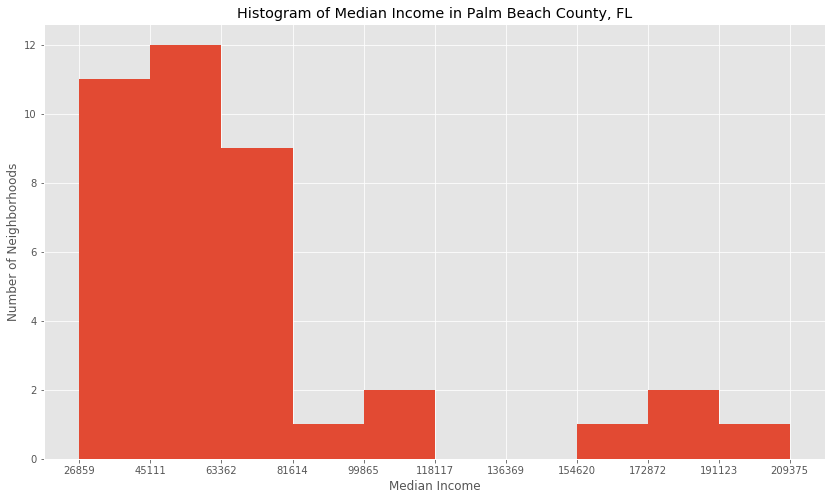 Histogram of Median Income in Palm Beach County, FL
12
10
8
6
4
2
0
Number of Neighborhoods
26859 45111 63362 81614 99865 118117 136369 154620 172872 191123 209375
Median Income